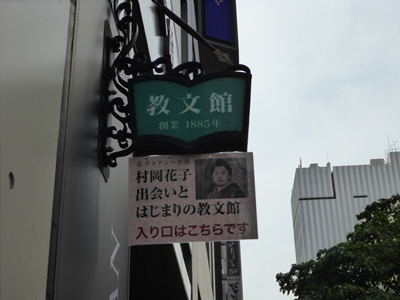 教文館
創業 1885年
村岡花子
出会いと
はじまりの教文館
入り口はこちらです